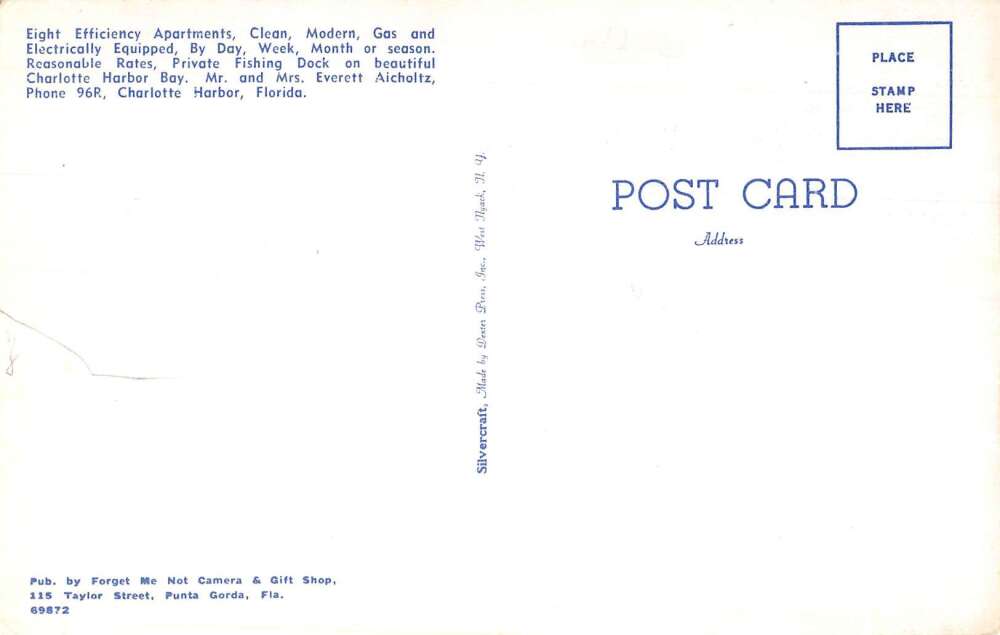 Eight Efficiency Apartments, Clean, Modern, Gas and
Electrically Equipped, By Day, Week, Month or season.
Reasonable Rates, Private Fishing Dock on beautiful
Charlotte Harbor Bay. Mr. and Mrs. Everett Aicholtz,
Phone 96R, Charlotte Harbor, Florida.
PLACE
STAMP
HERE
POST CARD
Address
Silvercraft, Made by Dexter Press, Inc., West Nyack, N. Y.
8
Pub. by Forget Me Not Camera & Gift Shop,
115 Taylor Street, Punta Gorda, Fla.
69872